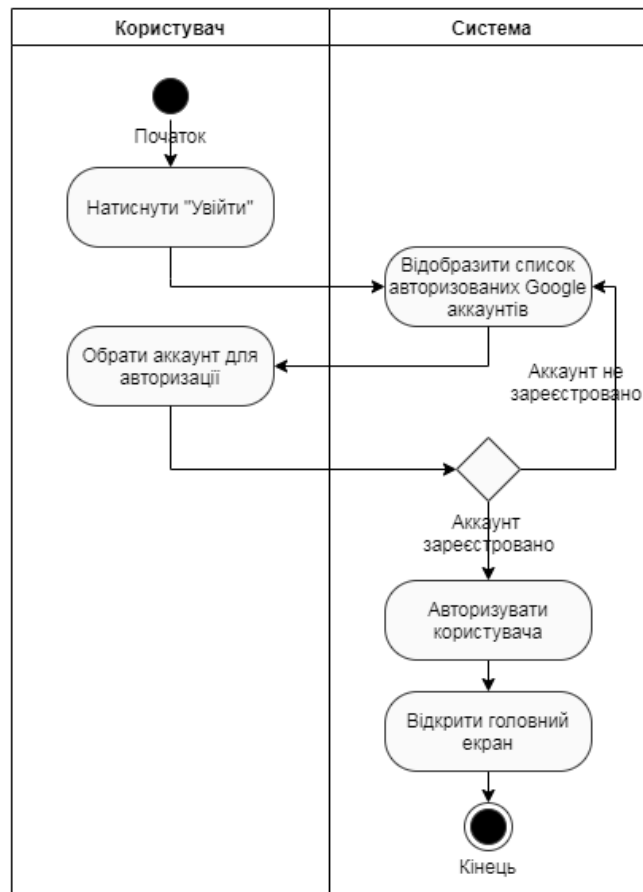 Користувач
Система
Початок
Натиснути "Увійти"
Відобразити список
авторизованих Google
аккаунтів
Обрати аккаунт для
авторизації
Аккаунт не
зареєстровано
Аккаунт
зареєстровано
Авторизувати
користувача
Відкрити головний
екран
Кінець